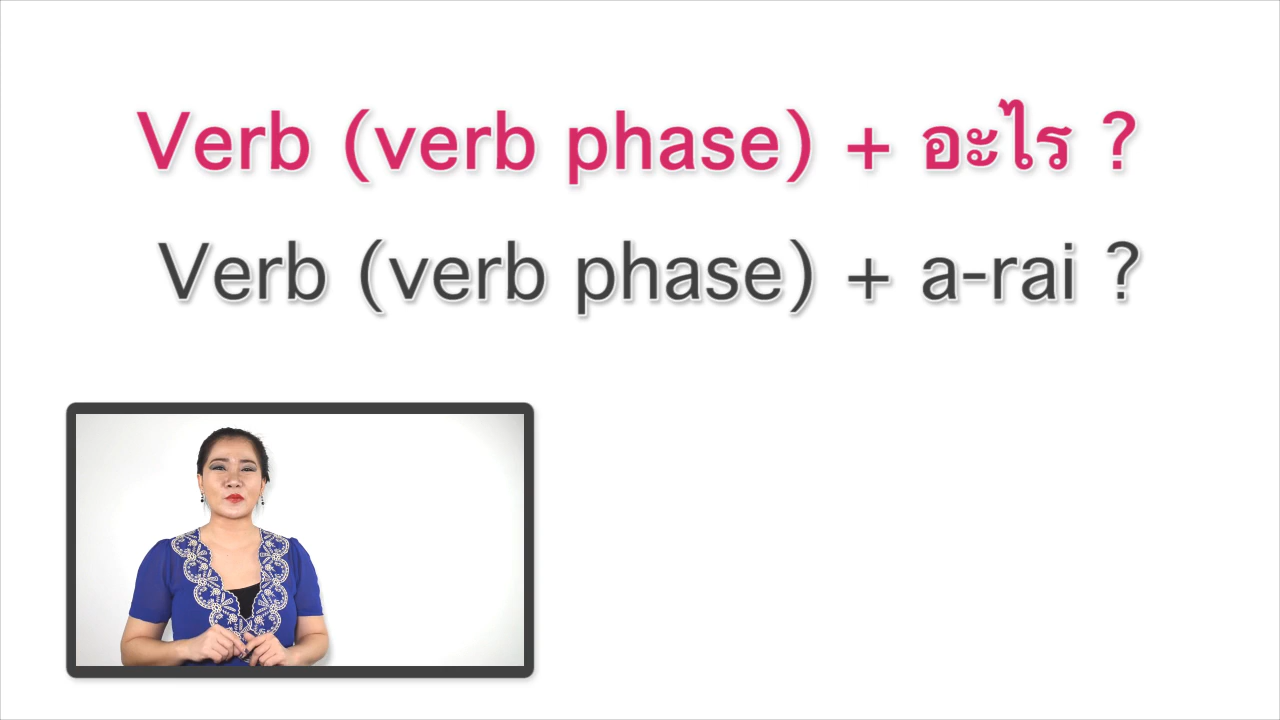 Verb (verb phase) + อะไร ?
Verb (verb phase) + a-rai ?